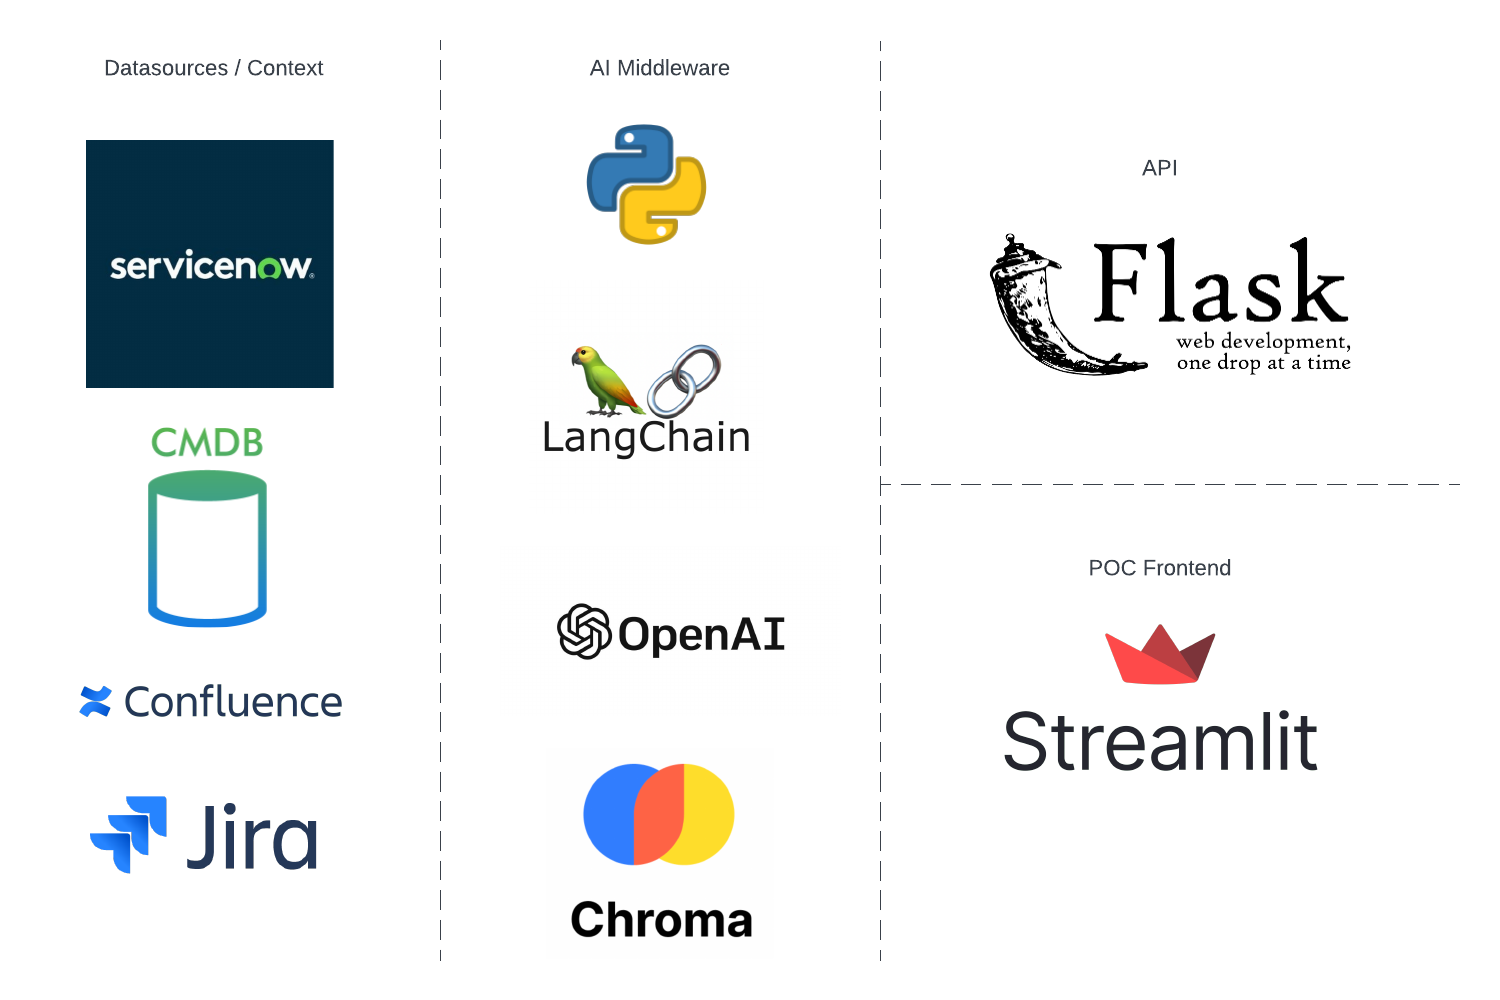 Datasources / Context
servicenow®
CMDB
Confluence
Jira
AI Middleware
LangChain
OpenAI
Chroma
API
Flask
web development,
one drop at a time
POC Frontend
Streamlit